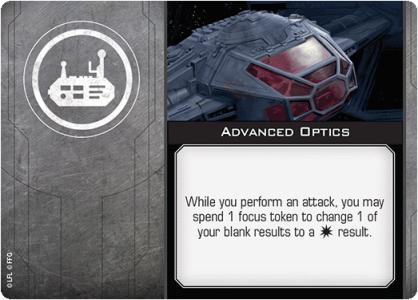 Advanced Optics
While you perform an attack, you may
spend 1 focus token to change 1 of
your blank results to a result.
© LFL © FFG